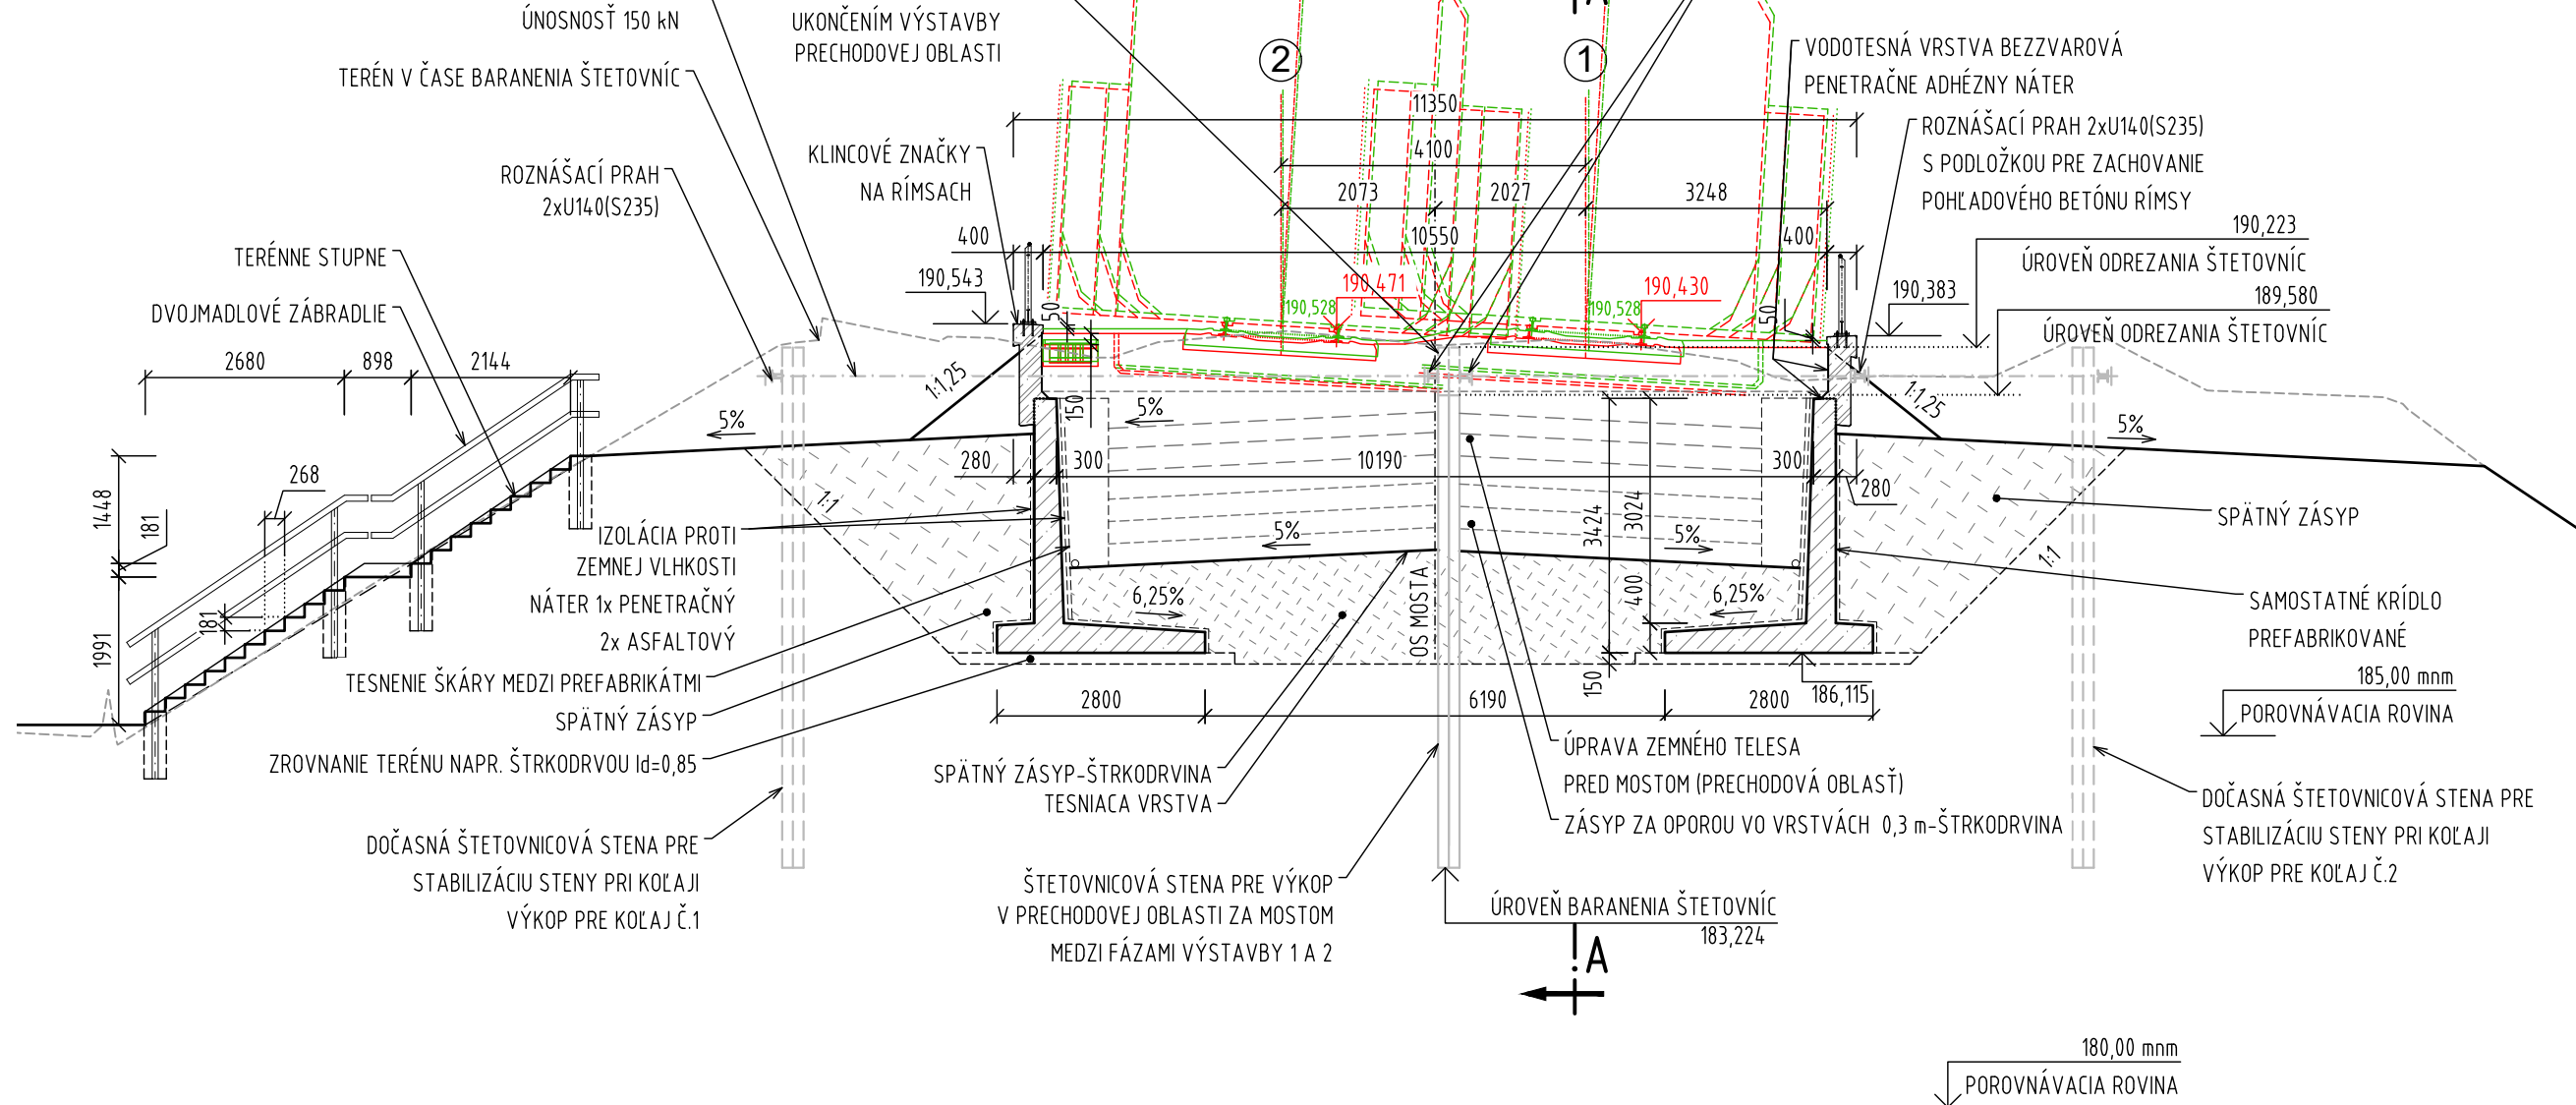 ÚNOSNOSŤ 150 kN
UKONČENÍM VÝSTAVBY
PRECHODOVEJ OBLASTI
TERÉN V ČASE BARANENIA ŠTETOVNÍC
ROZNÁŠACÍ PRAH
2xU140(S235)
KLINCOVÉ ZNAČKY
NA RÍMSACH
TERÉNNE STUPNE
DVOJMADLOVÉ ZÁBRADLIE
2680
898
2144
268
1448
181
1991
181
2
1
A
11350
4100
2073
2027
3248
400
10550
400
190,543
50
190,528
190,471
190,528
190,430
50
190,383
VODOTESNÁ VRSTVA BEZZVAROVÁ
PENETRAČNE ADHÉZNY NÁTER
ROZNÁŠACÍ PRAH 2xU140(S235)
S PODLOŽKOU PRE ZACHOVANIE
POHĽADOVÉHO BETÓNU RÍMSY
190,223
ÚROVEŇ ODREZANIA ŠTETOVNÍC
189,580
ÚROVEŇ ODREZANIA ŠTETOVNÍC
1:1,25
1:1,25
5%
150
5%
5%
280
300
10190
300
280
1:1
1:1
5%
5%
3424
3024
400
150
6,25%
6,25%
OS MOSTA
IZOLÁCIA PROTI
ZEMNEJ VLHKOSTI
NÁTER 1x PENETRAČNÝ
2x ASFALTOVÝ
TESNENIE ŠKÁRY MEDZI PREFABRIKÁTMI
SPÄTNÝ ZÁSYP
ZROVNANIE TERÉNU NAPR. ŠTRKODRVOU Id=0,85
DOČASNÁ ŠTETOVNICOVÁ STENA PRE
STABILIZÁCIU STENY PRI KOĽAJI
VÝKOP PRE KOĽAJ Č.1
2800
6190
2800
186,115
SPÄTNÝ ZÁSYP-ŠTRKODRVINA
TESNIACA VRSTVA
ŠTETOVNICOVÁ STENA PRE VÝKOP
V PRECHODOVEJ OBLASTI ZA MOSTOM
MEDZI FÁZAMI VÝSTAVBY 1 A 2
ÚPRAVA ZEMNÉHO TELESA
PRED MOSTOM (PRECHODOVÁ OBLASŤ)
ZÁSYP ZA OPOROU VO VRSTVÁCH 0,3 m-ŠTRKODRVINA
ÚROVEŇ BARANENIA ŠTETOVNÍC
183,224
A
SPÄTNÝ ZÁSYP
SAMOSTATNÉ KRÍDLO
PREFABRIKOVANÉ
185,00 mnm
POROVNÁVACIA ROVINA
DOČASNÁ ŠTETOVNICOVÁ STENA PRE
STABILIZÁCIU STENY PRI KOĽAJI
VÝKOP PRE KOĽAJ Č.2
180,00 mnm
POROVNÁVACIA ROVINA